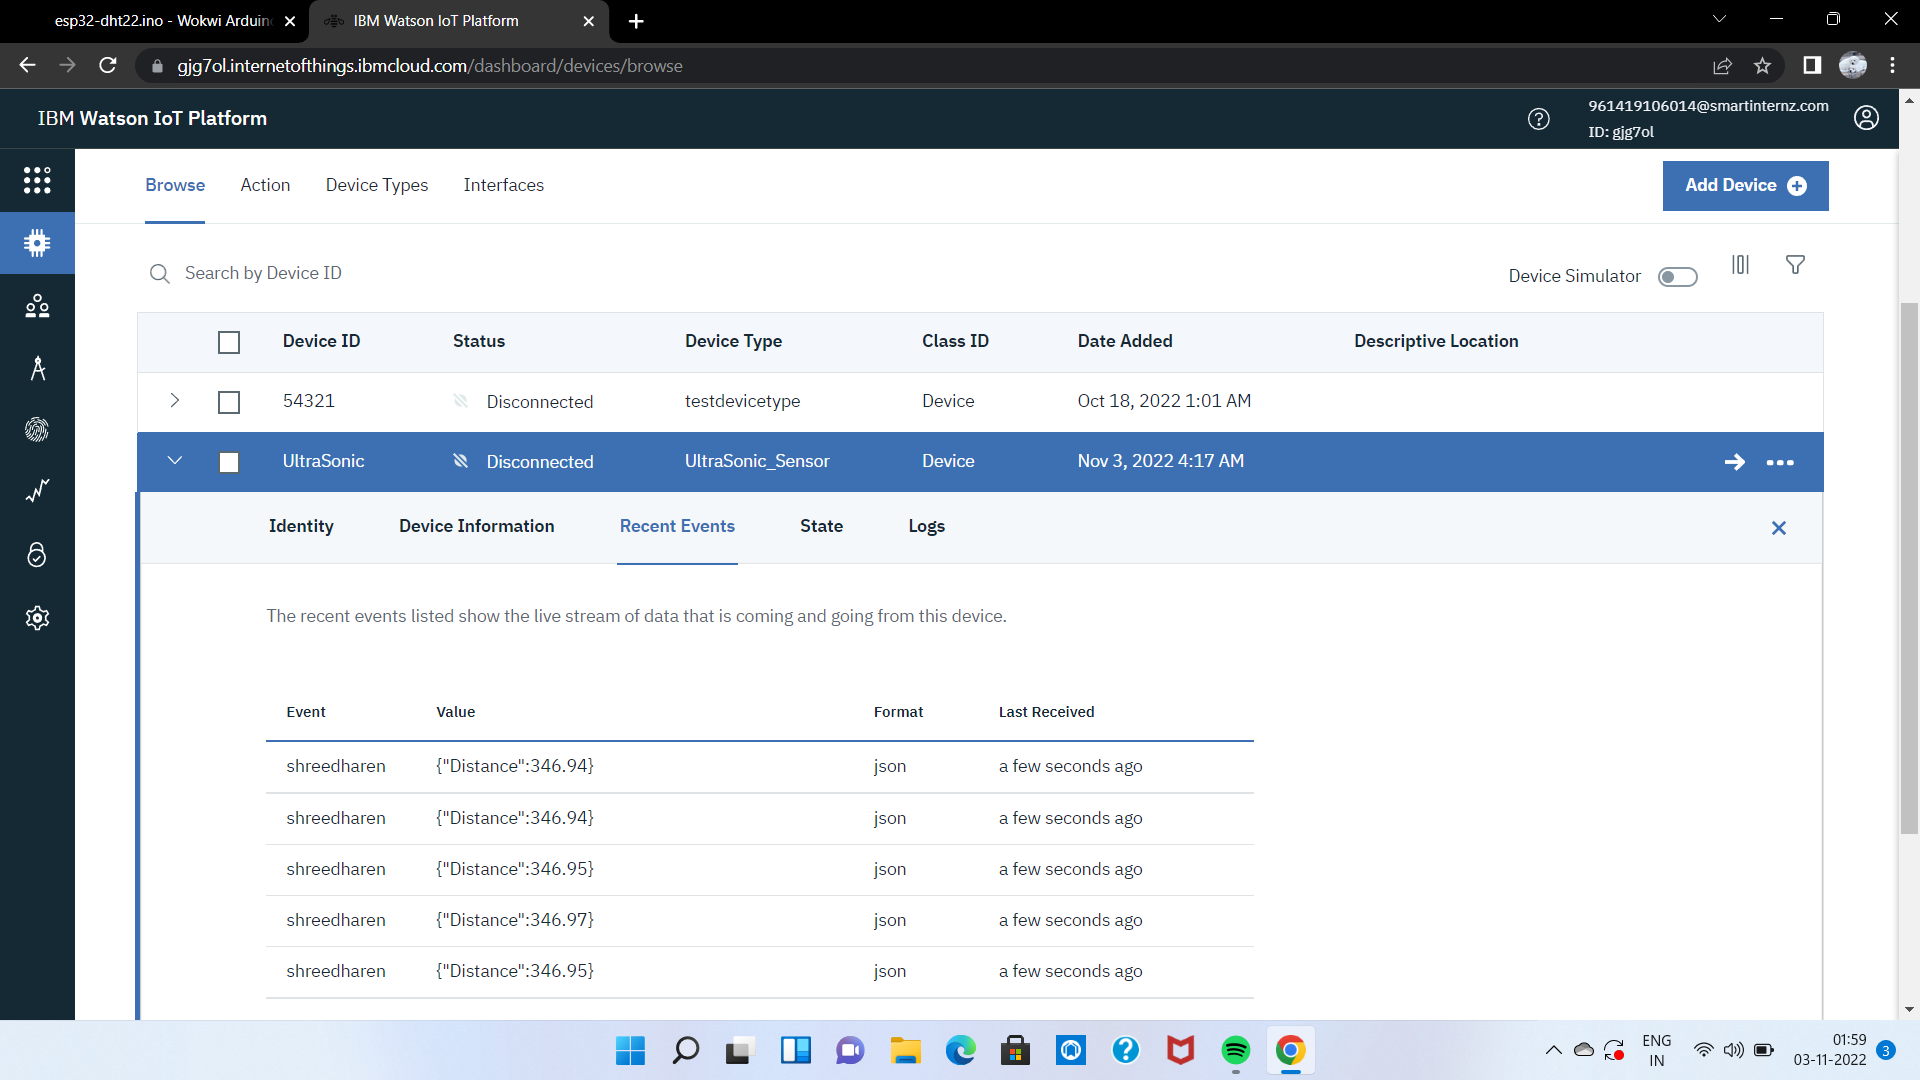 esp32-dht22.ino - Wokwi Arduin
IBM Watson IoT Platform
gjg7ol.internetofthings.ibmcloud.com/dashboard/devices/browse
IBM Watson IoT Platform
961419106014@smartinternz.com
ID: gjg7ol
Browse Action Device Types Interfaces
Add Device
Search by Device ID
Device Simulator
Device ID Status Device Type Class ID Date Added Descriptive Location
54321 Disconnected testdevicetype Device Oct 18, 2022 1:01 AM
UltraSonic Disconnected UltraSonic_Sensor Device Nov 3, 2022 4:17 AM
Identity Device Information Recent Events State Logs
The recent events listed show the live stream of data that is coming and going from this device.
Event Value Format Last Received
shreedharen {"Distance":346.94} json a few seconds ago
shreedharen {"Distance":346.94} json a few seconds ago
shreedharen {"Distance":346.95} json a few seconds ago
shreedharen {"Distance":346.97} json a few seconds ago
shreedharen {"Distance":346.95} json a few seconds ago
ENG
IN
01:59
03-11-2022
3